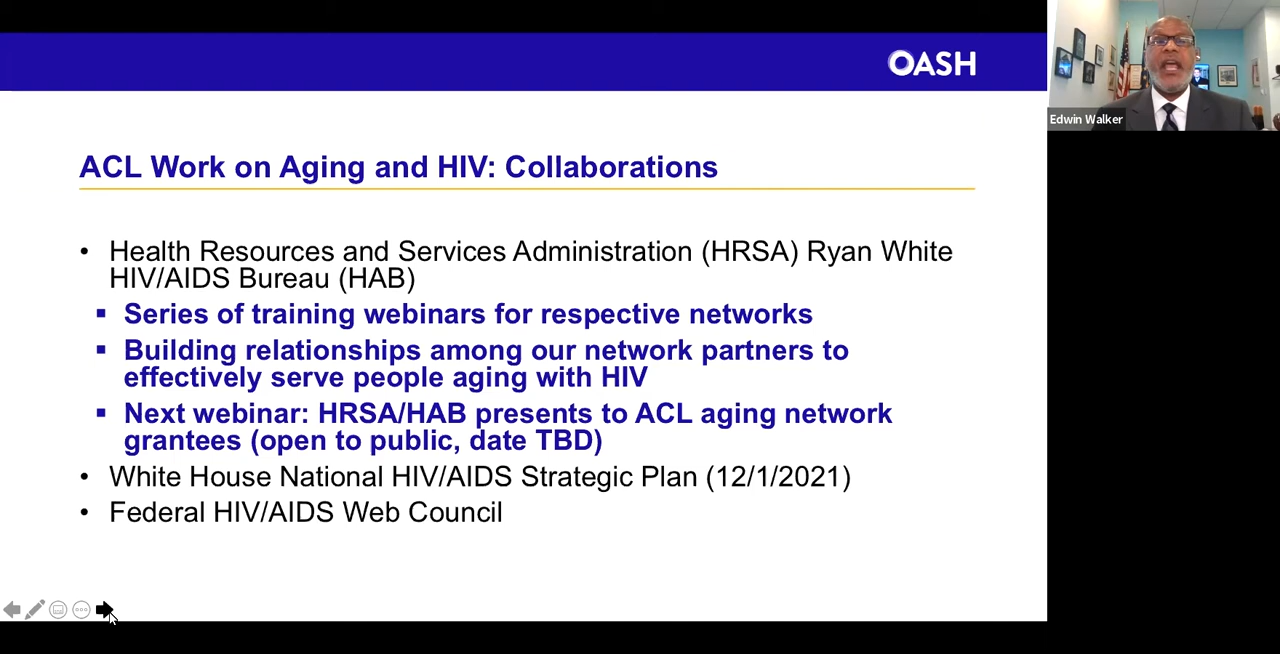 OASH
Edwin Walker
ACL Work on Aging and HIV: Collaborations
• Health Resources and Services Administration (HRSA) Ryan White
HIV/AIDS Bureau (HAB)
▪ Series of training webinars for respective networks
▪ Building relationships among our network partners to
effectively serve people aging with HIV
▪ Next webinar: HRSA/HAB presents to ACL aging network
grantees (open to public, date TBD)
• White House National HIV/AIDS Strategic Plan (12/1/2021)
• Federal HIV/AIDS Web Council